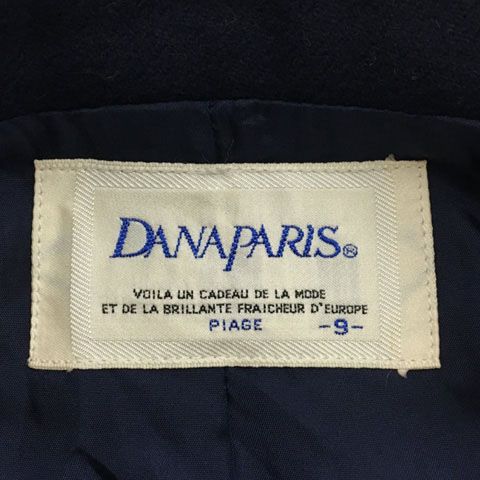 DANAPARIS®
VOILA UN CADEAU DE LA MODE
ET DE LA BRILLANTE FRAICHEUR D'EUROPE
PIAGE -9-